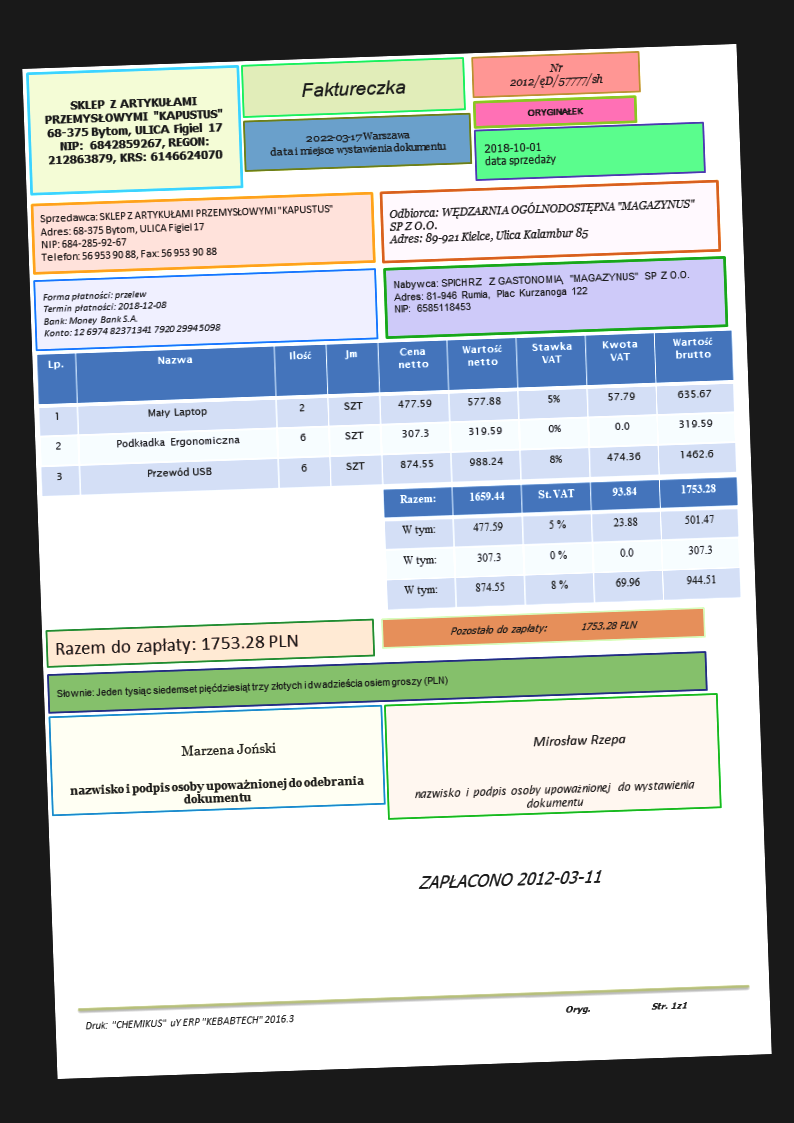 SKLEP Z ARTYKUŁAMI
PRZEMYSŁOWYMI "KAPUSTUS"
68-375 Bytom, ULICA Figiel 17
NIP: 6842859267, REGON:
212863879, KRS: 6146624070
Faktureczka
2022-03-17 Warszawa
data i miejsce wystawienia dokumentu
Nr
2012/ęD/57777/sh
ORYGINAŁEK
2018-10-01
data sprzedaży
Sprzedawca: SKLEP Z ARTYKUŁAMI PRZEMYSŁOWYMI "KAPUSTUS"
Adres: 68-375 Bytom, ULICA Figiel 17
NIP: 684-285-92-67
Telefon: 56 953 90 88, Fax: 56 953 90 88
Odbiorca: WĘDZARNIA OGÓLNODOSTĘPNA "MAGAZYNUS"
SP Z O.O.
Adres: 89-921 Kielce, Ulica Kalambur 85
Forma płatności: przelew
Termin płatności: 2018-12-08
Bank: Money Bank S.A.
Konto: 12 6974 8237 1341 7920 2994 5098
Nabywca: SPICHRZ Z GASTONOMIĄ "MAGAZYNUS" SP Z O.O.
Adres: 81-946 Rumia, Plac Kurzanoga 122
NIP: 6585118453
Lp. Nazwa Ilość Jm Cena netto Wartość netto Stawka VAT Kwota VAT Wartość brutto
1 Mały Laptop 2 SZT 477.59 577.88 5% 57.79 635.67
2 Podkładka Ergonomiczna 6 SZT 307.3 319.59 0% 0.0 319.59
3 Przewód USB 6 SZT 874.55 988.24 8% 474.36 1462.6
Razem: 1659.44 St. VAT 93.84 1753.28
W tym: 477.59 5 % 23.88 501.47
W tym: 307.3 0 % 0.0 307.3
W tym: 874.55 8 % 69.96 944.51
Razem do zapłaty: 1753.28 PLN
Pozostało do zapłaty: 1753.28 PLN
Słownie: Jeden tysiąc siedemset pięćdziesiąt trzy złotych i dwadzieścia osiem groszy (PLN)
Marzena Joński
nazwisko i podpis osoby upoważnionej do odebrania
dokumentu
Mirosław Rzepa
nazwisko i podpis osoby upoważnionej do wystawienia
dokumentu
ZAPŁACONO 2012-03-11
Druk: "CHEMIKUS" uY ERP "KEBABTECH" 2016.3
Oryg. Str. 1z1